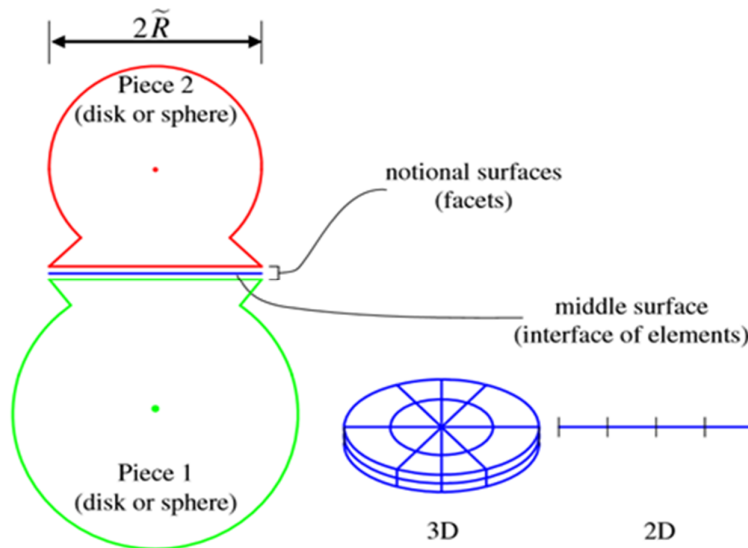 2R̃
Piece 2
(disk or sphere)
notional surfaces
(facets)
middle surface
(interface of elements)
Piece 1
(disk or sphere)
3D
2D